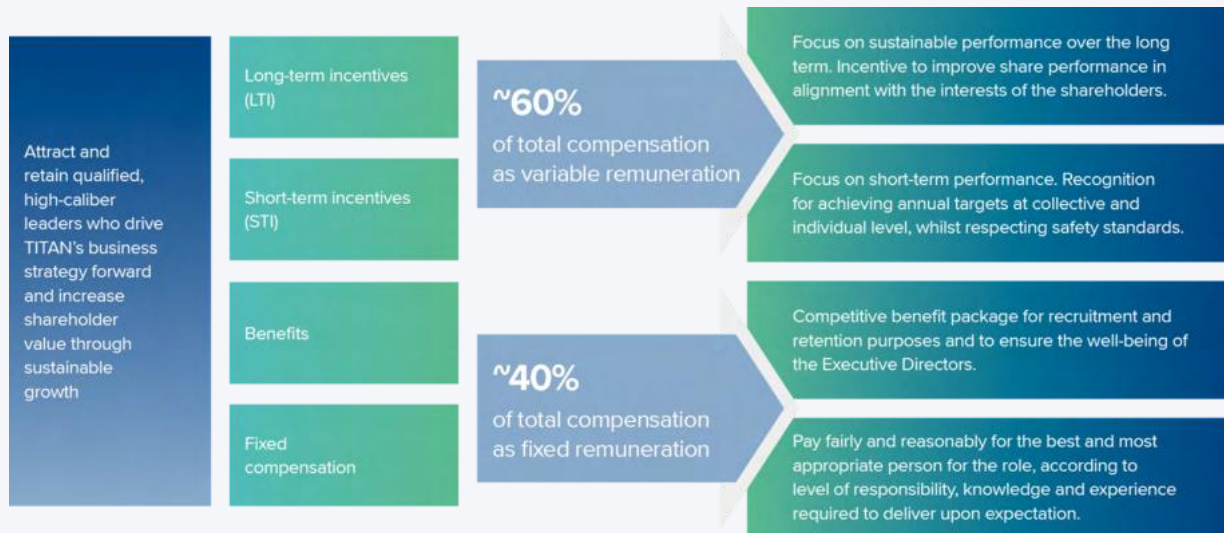 Attract and
retain qualified,
high-caliber
leaders who drive
TITAN's business
strategy forward
and increase
shareholder
value through
sustainable
growth
Long-term incentives
(LTI)
Short-term incentives
(STI)
Benefits
Fixed
compensation
~60%
of total compensation
as variable remuneration
~40%
of total compensation
as fixed remuneration
Focus on sustainable performance over the long
term. Incentive to improve share performance in
alignment with the interests of the shareholders.
Focus on short-term performance. Recognition
for achieving annual targets at collective and
individual level, whilst respecting safety standards.
Competitive benefit package for recruitment and
retention purposes and to ensure the well-being of
the Executive Directors.
Pay fairly and reasonably for the best and most
appropriate person for the role, according to
level of responsibility, knowledge and experience
required to deliver upon expectation.